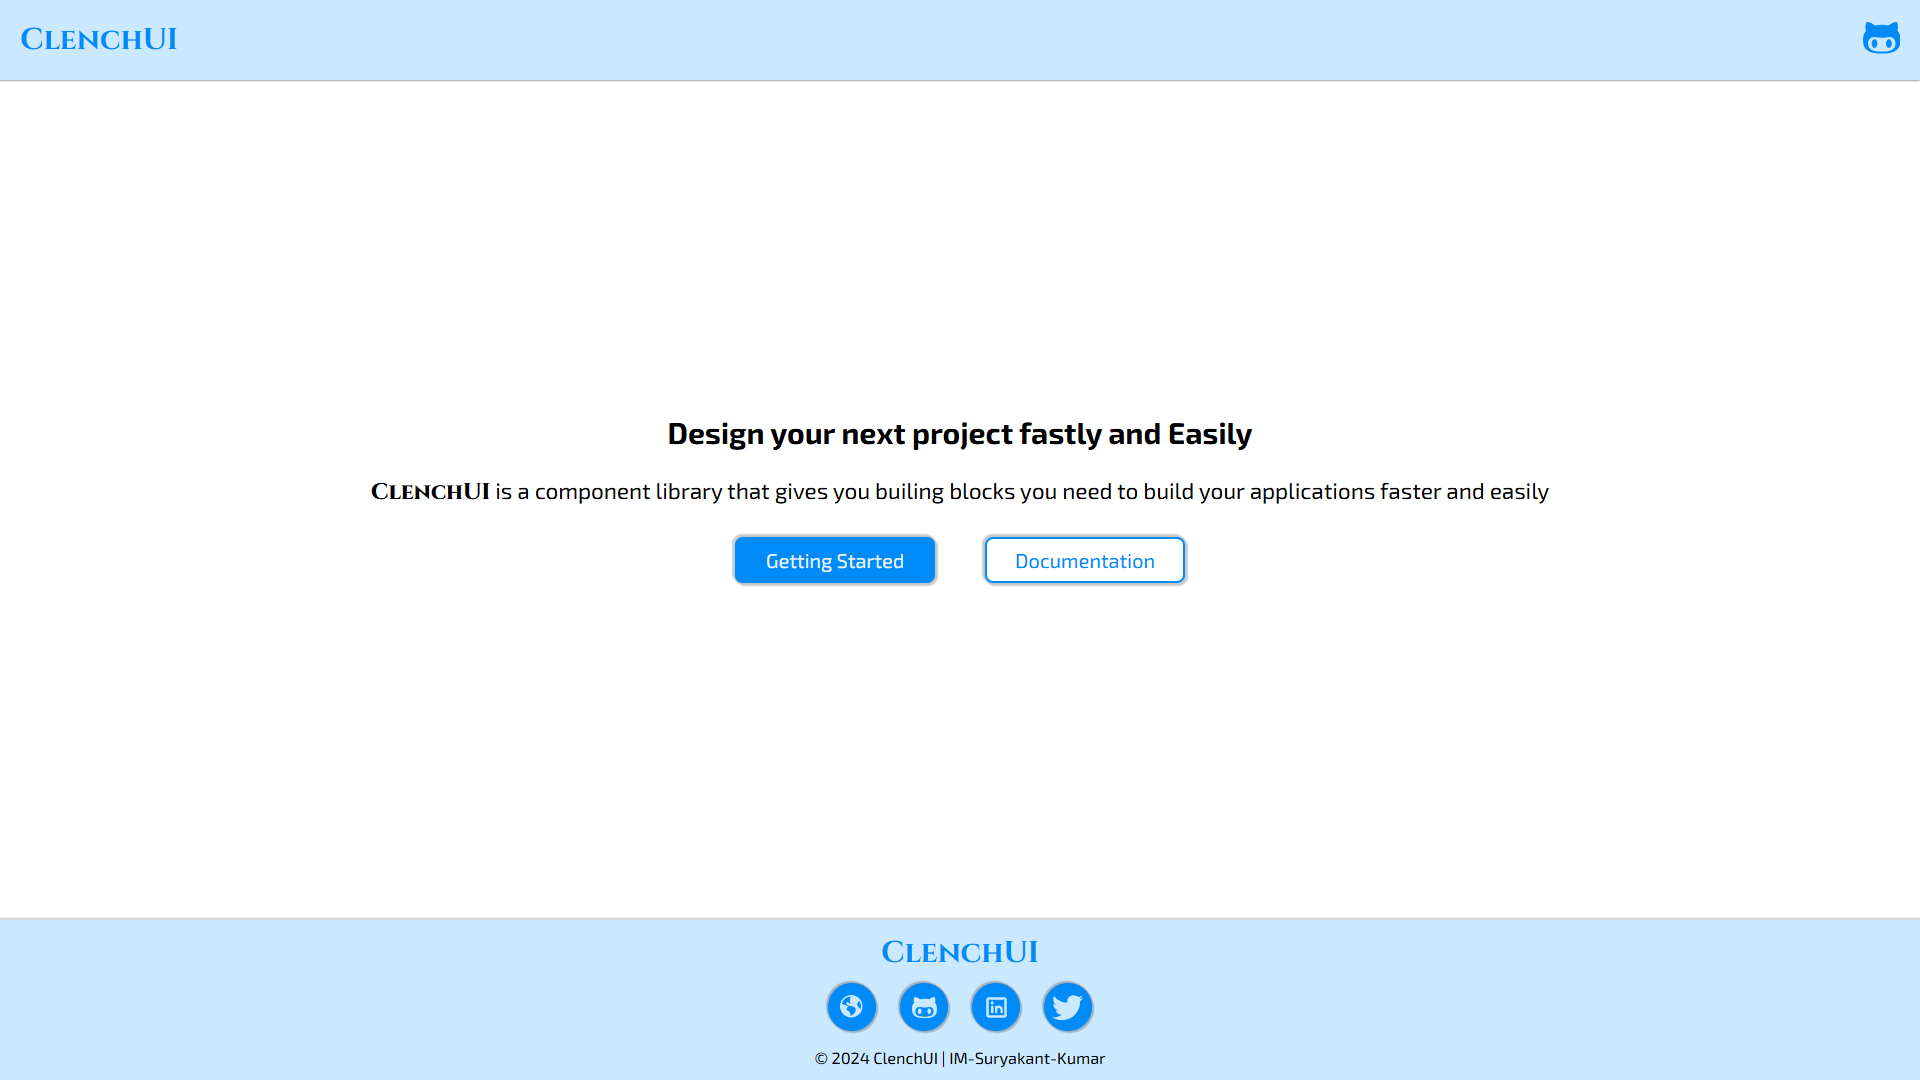 ClenchUI
Design your next project fastly and Easily
ClenchUI is a component library that gives you builing blocks you need to build your applications faster and easily
Getting Started
Documentation
ClenchUI
© 2024 ClenchUI | IM-Suryakant-Kumar